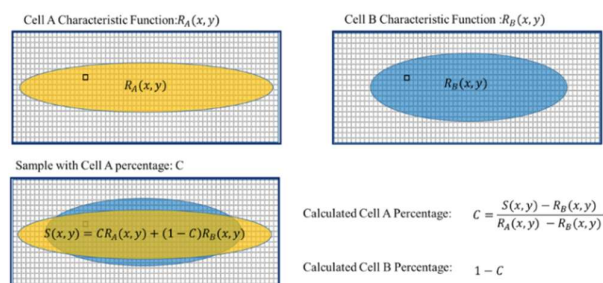 Cell A Characteristic Function:R_A(x, y)
Cell B Characteristic Function :R_B(x, y)
R_A(x, y)
R_B(x, y)
Sample with Cell A percentage: C
S(x, y) = CR_A(x, y) + (1 − C)R_B(x, y)
Calculated Cell A Percentage: C = (S(x, y) − R_B(x, y)) / (R_A(x, y) − R_B(x, y))
Calculated Cell B Percentage: 1 − C